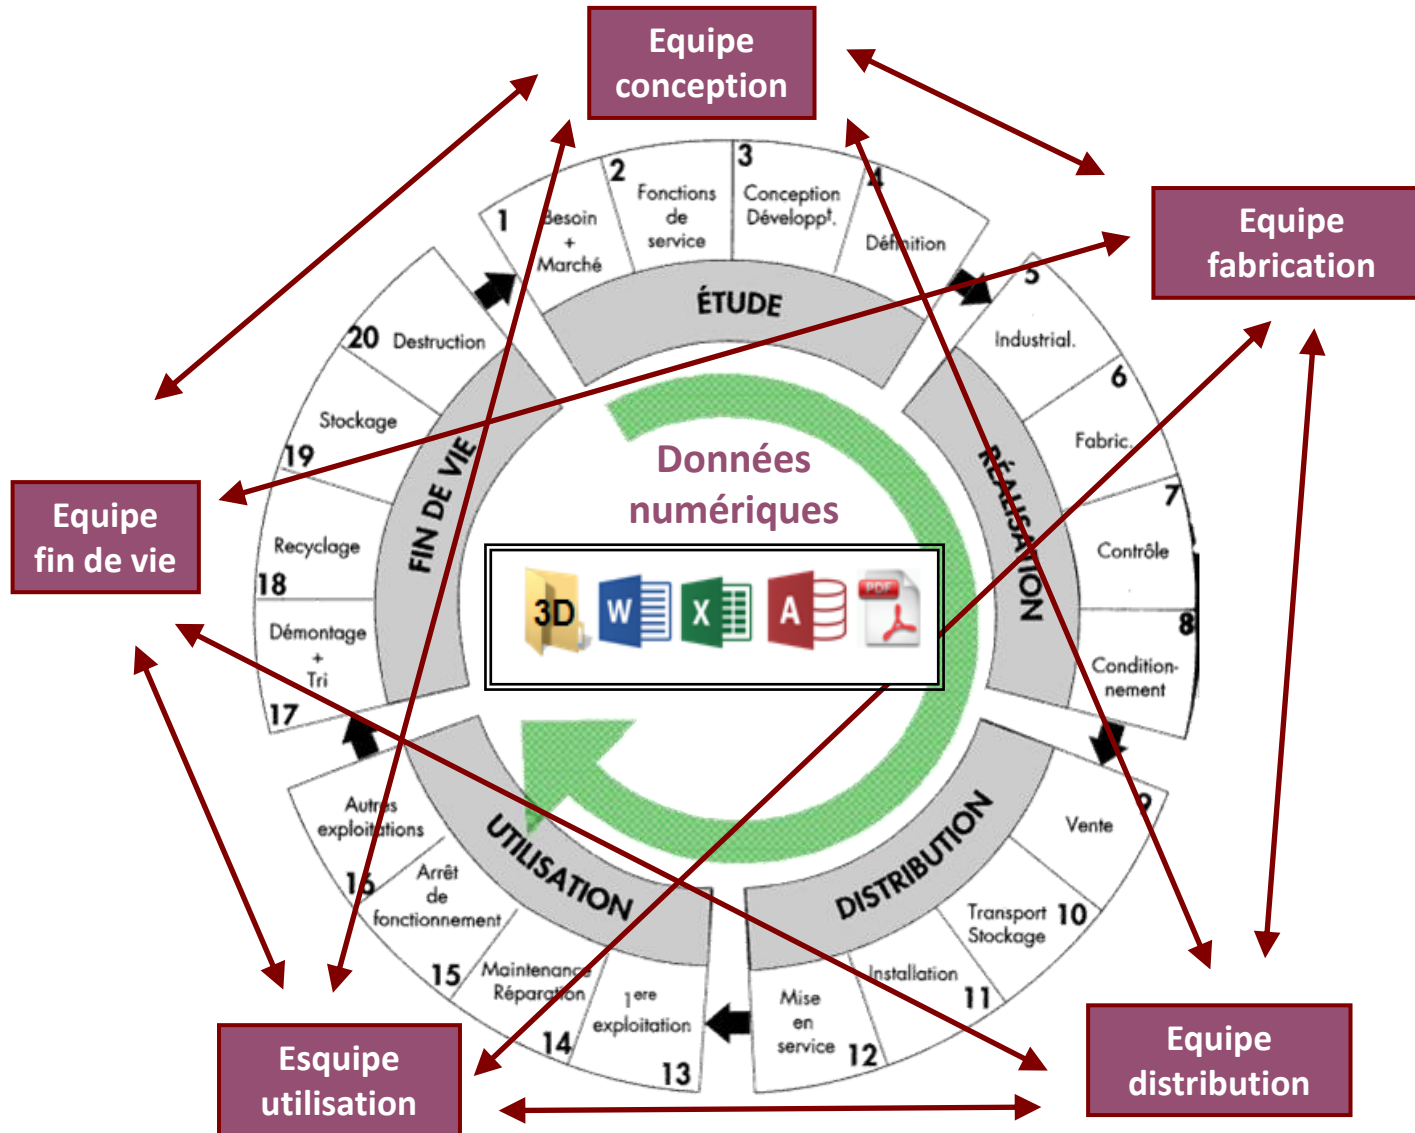 Equipe
conception
Equipe
fabrication
Equipe
distribution
Esquipe
utilisation
Equipe
fin de vie
1
Besoin
+
Marché
2
Fonctions
de
service
3
Conception
Développt.
4
Définition
ÉTUDE
5
Industrial.
6
Fabric.
7
Contrôle
8
Condition-
nement
RÉALISATION
9
Vente
Transport 10
Stockage
Installation
11
Mise
en
service 12
DISTRIBUTION
1ere
exploitation
13
Maintenance
Réparation
14
Arrêt
de
fonctionnement
15
Autres
exploitations
16
UTILISATION
Démontage
+
Tri
17
Recyclage
18
Stockage
19
20 Destruction
FIN DE VIE
Données
numériques
3D
W
X
A
PDF